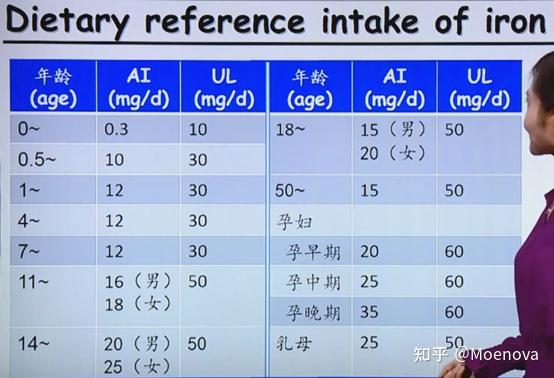 Dietary reference intake of iron
年龄 (age) AI (mg/d) UL (mg/d)
0~ 0.3 10
0.5~ 10 30
1~ 12 30
4~ 12 30
7~ 12 30
11~ 16（男） 50
18（女）
14~ 20（男） 50
25（女）
年龄 (age) AI (mg/d) UL (mg/d)
18~ 15（男） 50
20（女）
50~ 15 50
孕妇
孕早期 20 60
孕中期 25 60
孕晚期 35 60
乳母 25 50
知乎 @Moenova